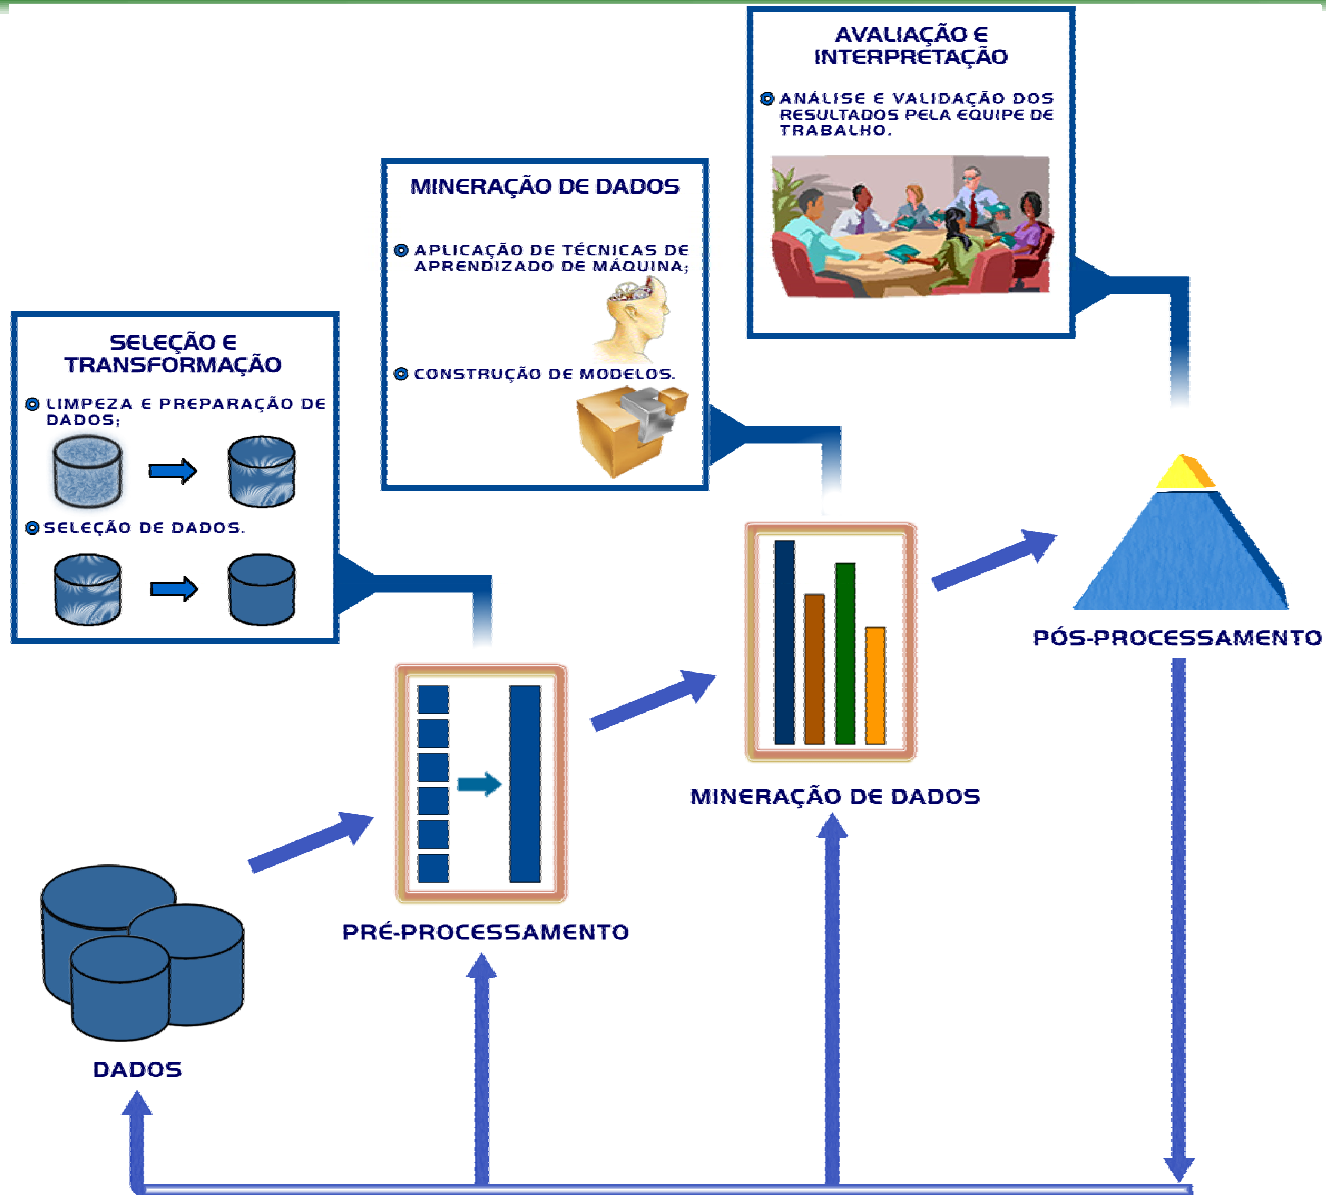 AVALIAÇÃO E
INTERPRETAÇÃO
ANÁLISE E VALIDAÇÃO DOS
RESULTADOS PELA EQUIPE DE
TRABALHO.
MINERAÇÃO DE DADOS
APLICAÇÃO DE TÉCNICAS DE
APRENDIZADO DE MÁQUINA;
CONSTRUÇÃO DE MODELOS.
SELEÇÃO E
TRANSFORMAÇÃO
LIMPEZA E PREPARAÇÃO DE
DADOS;
SELEÇÃO DE DADOS.
PÓS-PROCESSAMENTO
MINERAÇÃO DE DADOS
PRÉ-PROCESSAMENTO
DADOS